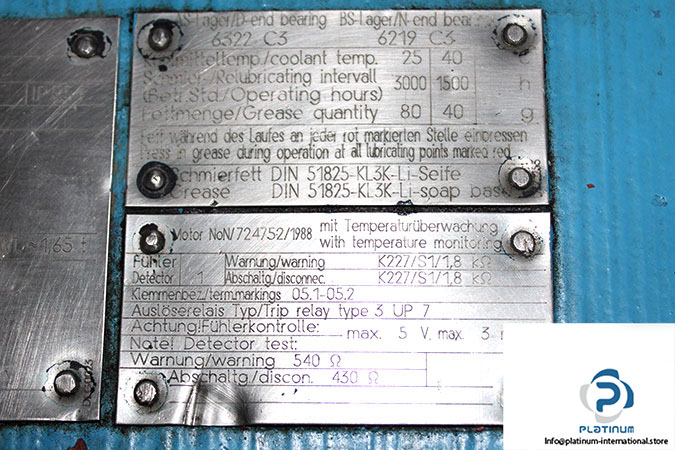 AS-Lager/D-end bearing BS-Lager/N-end bearing
6322 C3 6219 C3
Kühlmitteltemp./coolant temp. 25 40
Schmier-/Relubricating intervall
(Betr.Std./Operating hours) 3000 1500 h
Fettmenge/Grease quantity 80 40 g
Fett während des Laufes an jeder rot markierten Stelle einpressen
Press in grease during operation at all lubricating points marked red
Schmierfett DIN 51825-KL3K-Li-Seife
Grease DIN 51825-KL3K-Li-soap
165 t
Motor NoN/724752/1988 mit Temperaturüberwachung
with temperature monitoring
Fühler Warnung/warning K227/S1/1,8 kΩ
Detector 1 Abschaltg/disconnec. K227/S1/1,8 kΩ
Klemmenbez./term.markings 05.1-05.2
Auslöserelais Typ/Trip relay type 3 UP 7
Achtung!Fühlerkontrolle:
Note! Detector test: max. 5 V, max. 3
Warnung/warning 540 Ω
Abschaltg/discon. 430 Ω
PLATINUM
Info@platinum-international.store